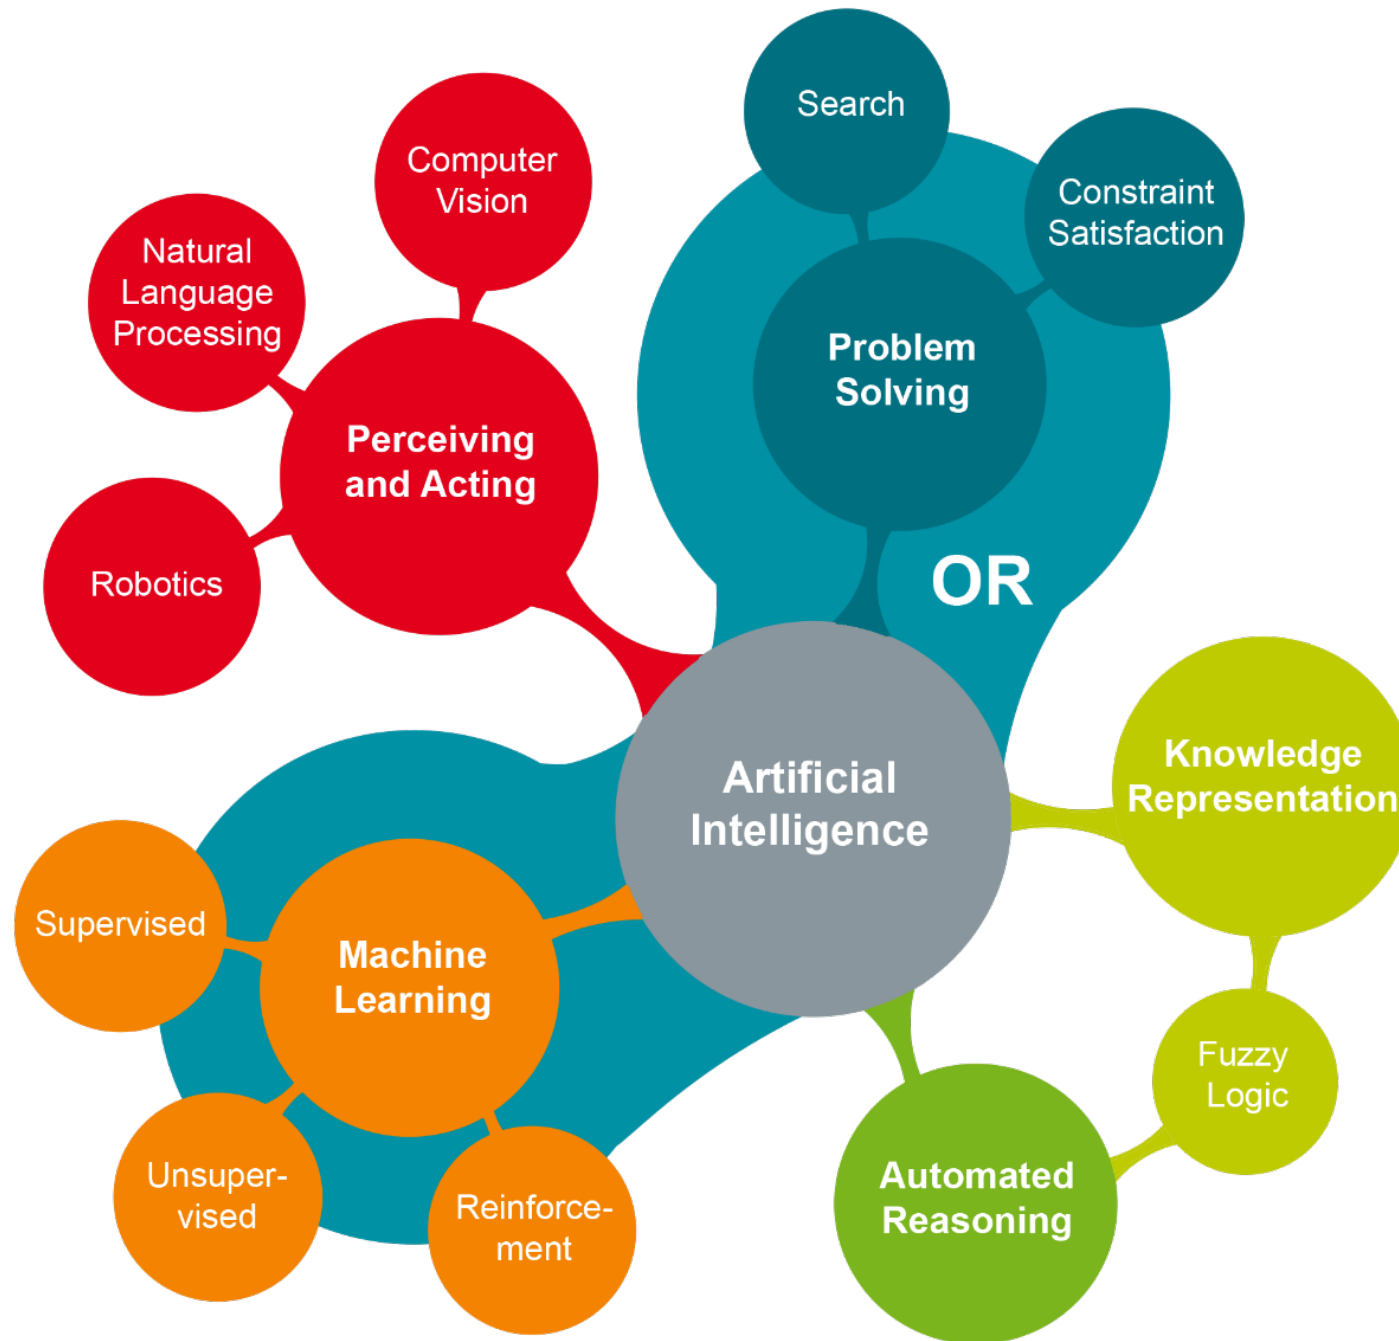 Search
Computer
Vision
Constraint
Satisfaction
Natural
Language
Processing
Problem
Solving
Perceiving
and Acting
OR
Robotics
Artificial
Intelligence
Knowledge
Representation
Supervised
Machine
Learning
Fuzzy
Logic
Unsuper-
vised
Reinforce-
ment
Automated
Reasoning